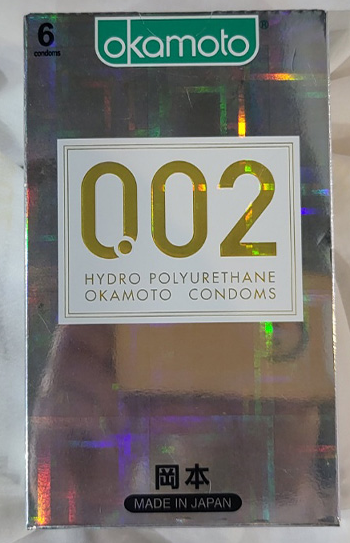 6
condoms
okamoto®
0.02
HYDRO POLYURETHANE
OKAMOTO CONDOMS
岡本
MADE IN JAPAN